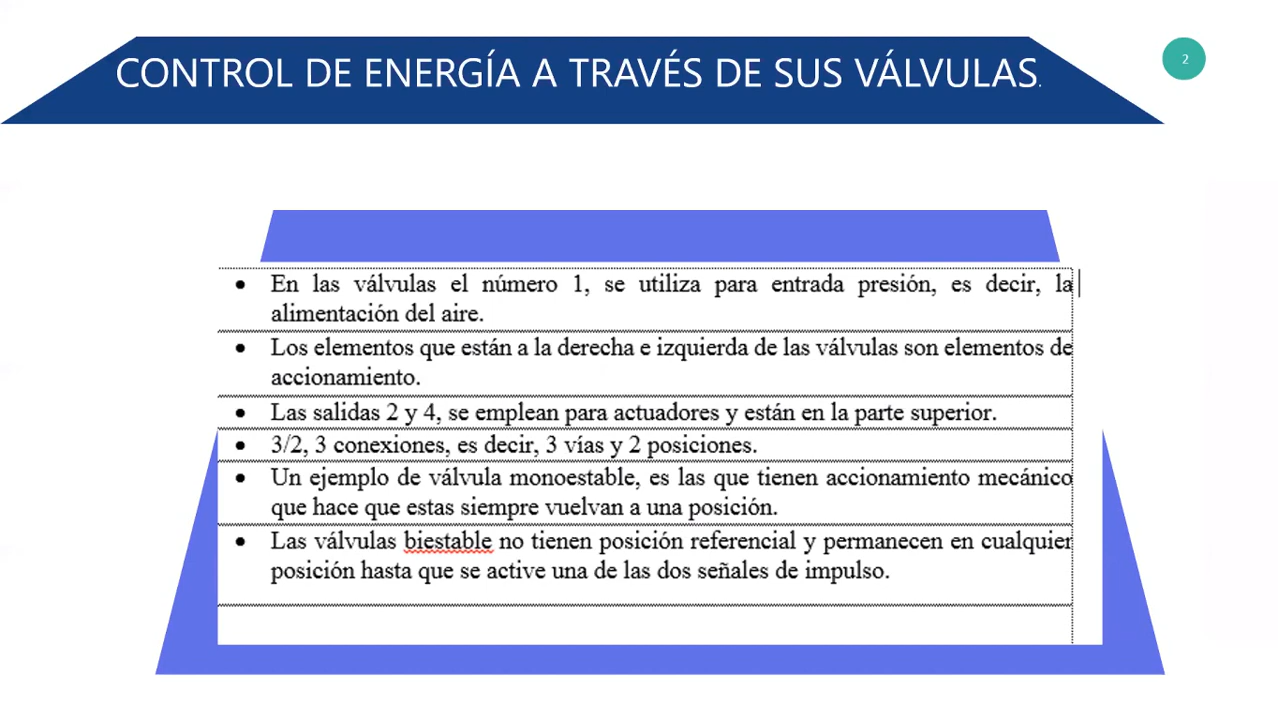 CONTROL DE ENERGÍA A TRAVÉS DE SUS VÁLVULAS.
2
• En las válvulas el número 1, se utiliza para entrada presión, es decir, la
alimentación del aire.
• Los elementos que están a la derecha e izquierda de las válvulas son elementos de
accionamiento.
• Las salidas 2 y 4, se emplean para actuadores y están en la parte superior.
• 3/2, 3 conexiones, es decir, 3 vías y 2 posiciones.
• Un ejemplo de válvula monoestable, es las que tienen accionamiento mecánico
que hace que estas siempre vuelvan a una posición.
• Las válvulas biestable no tienen posición referencial y permanecen en cualquier
posición hasta que se active una de las dos señales de impulso.